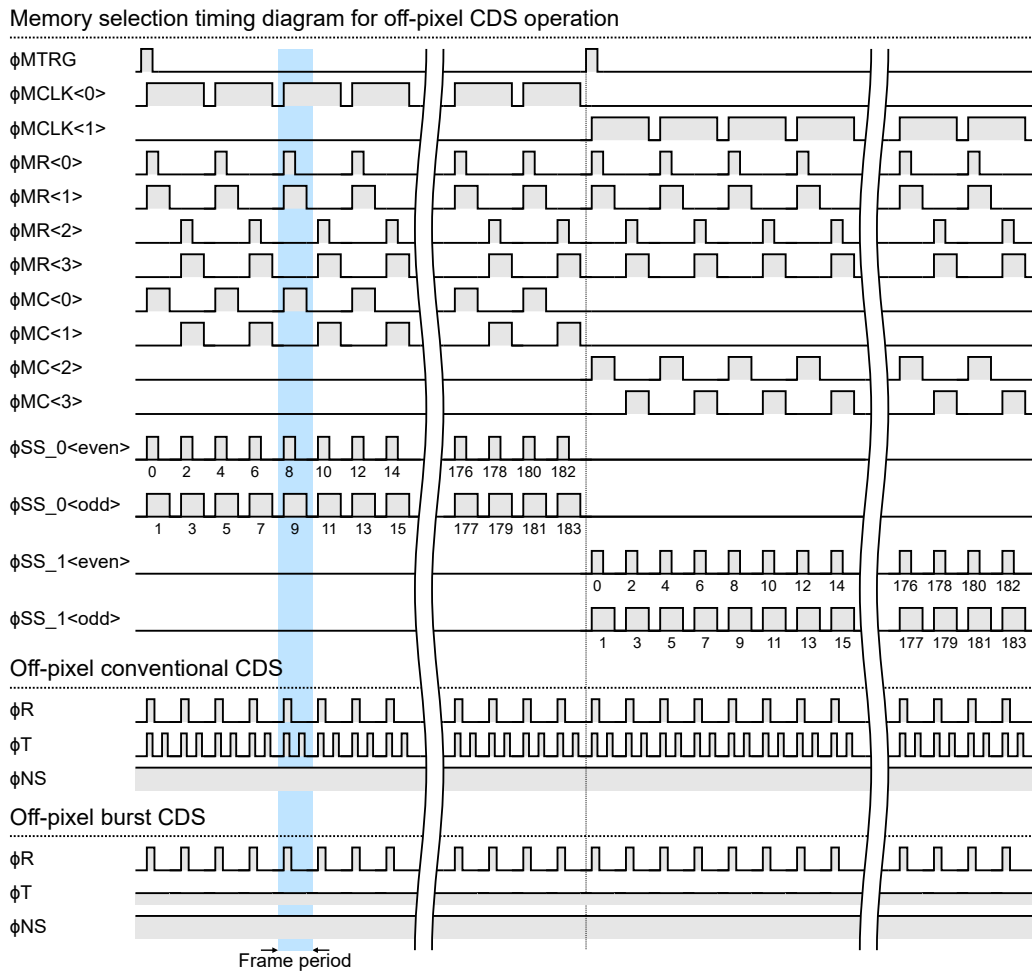 Memory selection timing diagram for off-pixel CDS operation
ϕMTRG
ϕMCLK<0>
ϕMCLK<1>
ϕMR<0>
ϕMR<1>
ϕMR<2>
ϕMR<3>
ϕMC<0>
ϕMC<1>
ϕMC<2>
ϕMC<3>
ϕSS_0<even>
0 2 4 6 8 10 12 14 176 178 180 182
ϕSS_0<odd>
1 3 5 7 9 11 13 15 177 179 181 183
ϕSS_1<even>
0 2 4 6 8 10 12 14 176 178 180 182
ϕSS_1<odd>
1 3 5 7 9 11 13 15 177 179 181 183
Off-pixel conventional CDS
ϕR
ϕT
ϕNS
Off-pixel burst CDS
ϕR
ϕT
ϕNS
Frame period